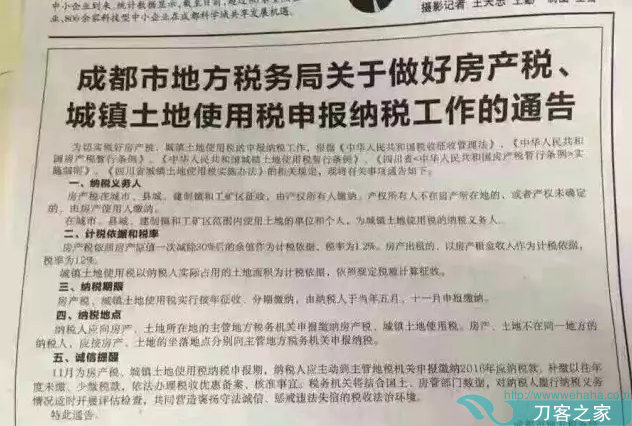 中小企业到来。统计数据显示，截至目前，
业，800余家科技型中小企业在成都科学城共享发展机遇。
摄影记者 王天志 王勤
成都市地方税务局关于做好房产税、
城镇土地使用税申报纳税工作的通告
为切实做好房产税、城镇土地使用税的申报纳税工作，根据《中华人民共和国税收征收管理法》、《中华人民共和
国房产税暂行条例》、《中华人民共和国城镇土地使用税暂行条例》、《四川省<中华人民共和国房产税暂行条例>实
施细则》、《四川省城镇土地使用税实施办法》的相关规定，现将有关事项通告如下：
一、纳税义务人
房产税在城市、县城、建制镇和工矿区征收，由产权所有人缴纳。产权所有人不在房产所在地的，或者产权未确定
的，由房产使用人缴纳。
在城市、县城、建制镇和工矿区范围内使用土地的单位和个人，为城镇土地使用税的纳税义务人。
二、计税依据和税率
房产税依照房产原值一次减除30%后的余值作为计税依据，税率为1.2%。房产出租的，以房产租金收入作为计税依据，
税率为12%。
城镇土地使用税以纳税人实际占用的土地面积为计税依据，依照规定税额计算征收。
三、纳税期限
房产税、城镇土地使用税实行按年征收、分期缴纳，由纳税人于当年五月、十一月申报缴纳。
四、纳税地点
纳税人应向房产、土地所在地的主管地方税务机关申报缴纳房产税、城镇土地使用税。房产、土地不在同一地方的
纳税人，应按房产、土地的坐落地点分别向主管地方税务机关申报纳税。
五、诚信提醒
11月为房产税、城镇土地使用税纳税申报期，纳税人应主动到主管地税机关申报缴纳2016年应纳税款，补缴以往年
度未缴、少缴税款，依法办理税收优惠备案、核准事宜。税务机关将结合国土、房管部门数据，对纳税人履行纳税义务
情况适时开展评估检查，共同营造褒扬守法诚信、惩戒违法失信的税收法治环境。
特此通告。
http://www.wehaha.com
刀客之家